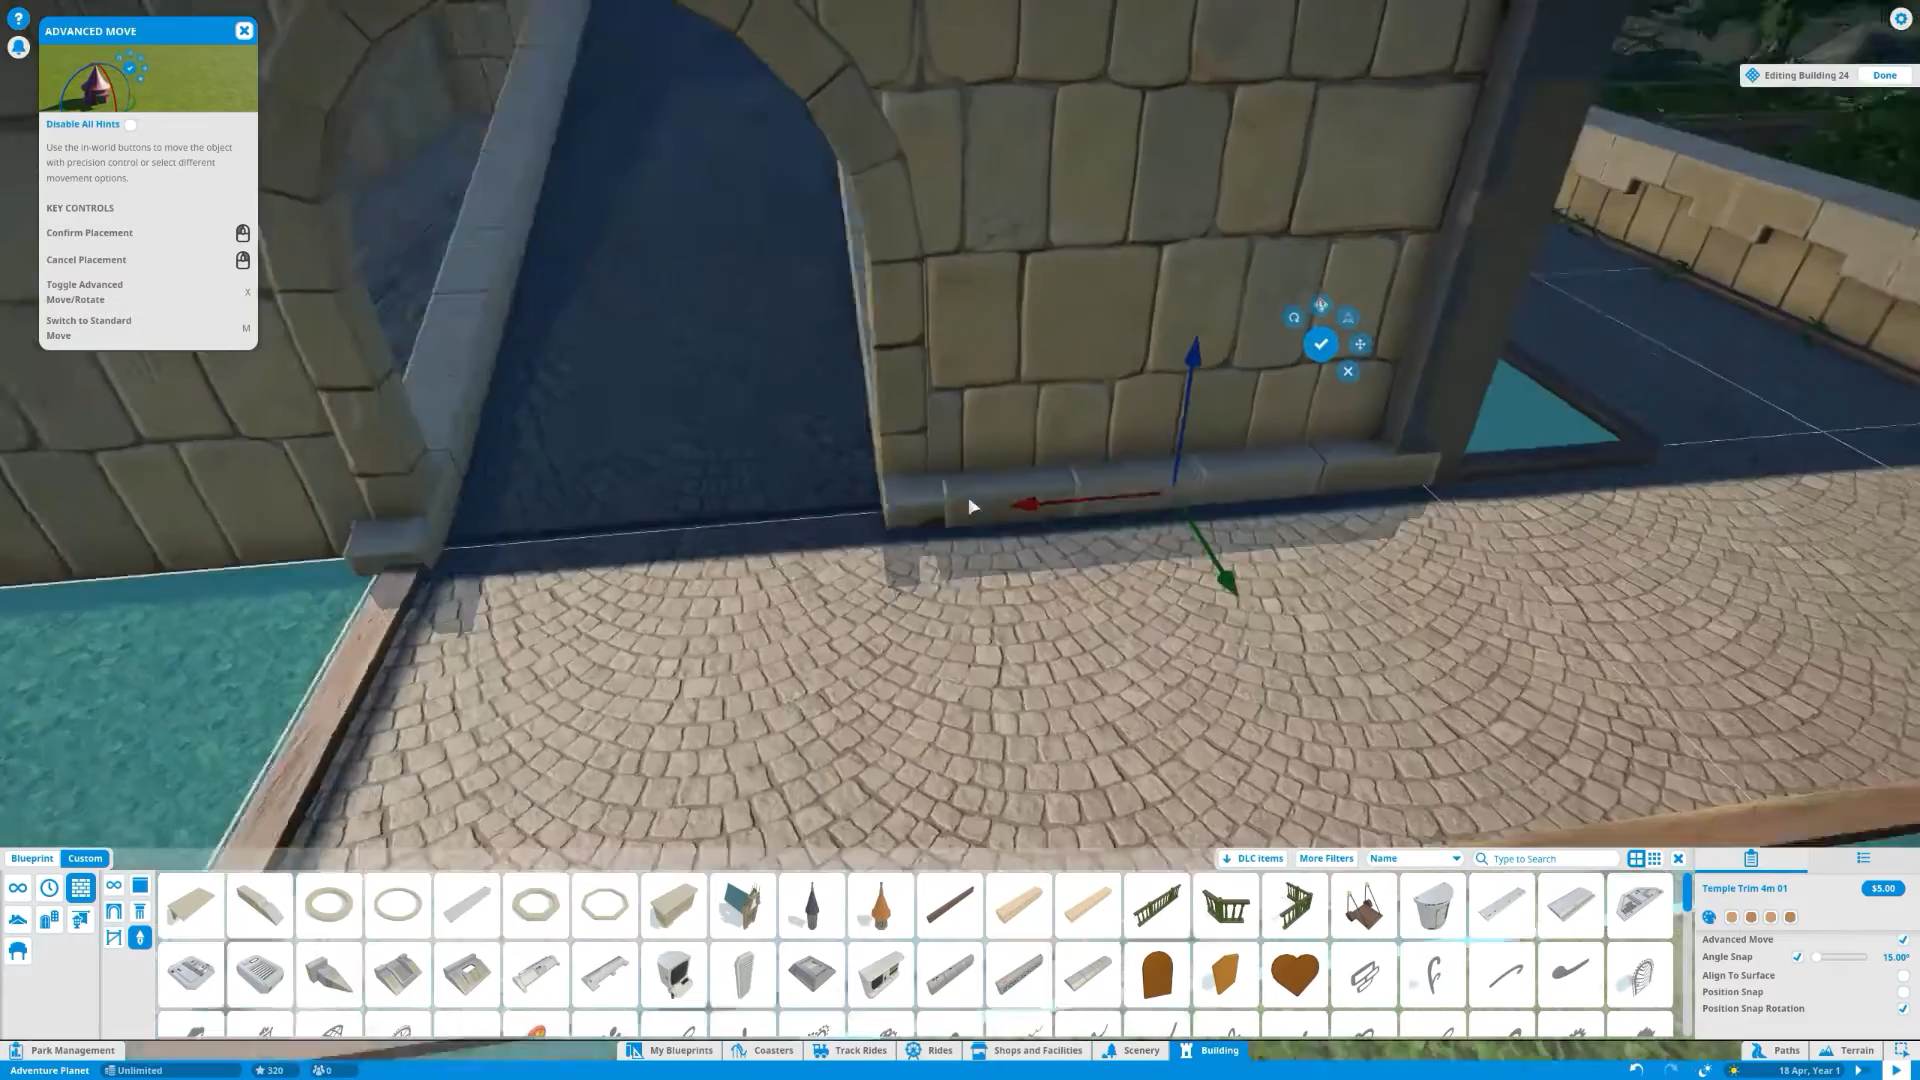 ?
ADVANCED MOVE
Disable All Hints
Use the in-world buttons to move the object
with precision control or select different
movement options.
KEY CONTROLS
Confirm Placement
Cancel Placement
Toggle Advanced
Move/Rotate
X
Switch to Standard
Move
M
Editing Building 24
Done
Blueprint
Custom
DLC items
More Filters
Name
Type to Search
Temple Trim 4m 01
$5.00
Advanced Move
Angle Snap
15.00°
Align To Surface
Position Snap
Position Snap Rotation
Park Management
My Blueprints
Coasters
Track Rides
Rides
Shops and Facilities
Scenery
Building
Paths
Terrain
Adventure Planet
Unlimited
320
0
18 Apr, Year 1